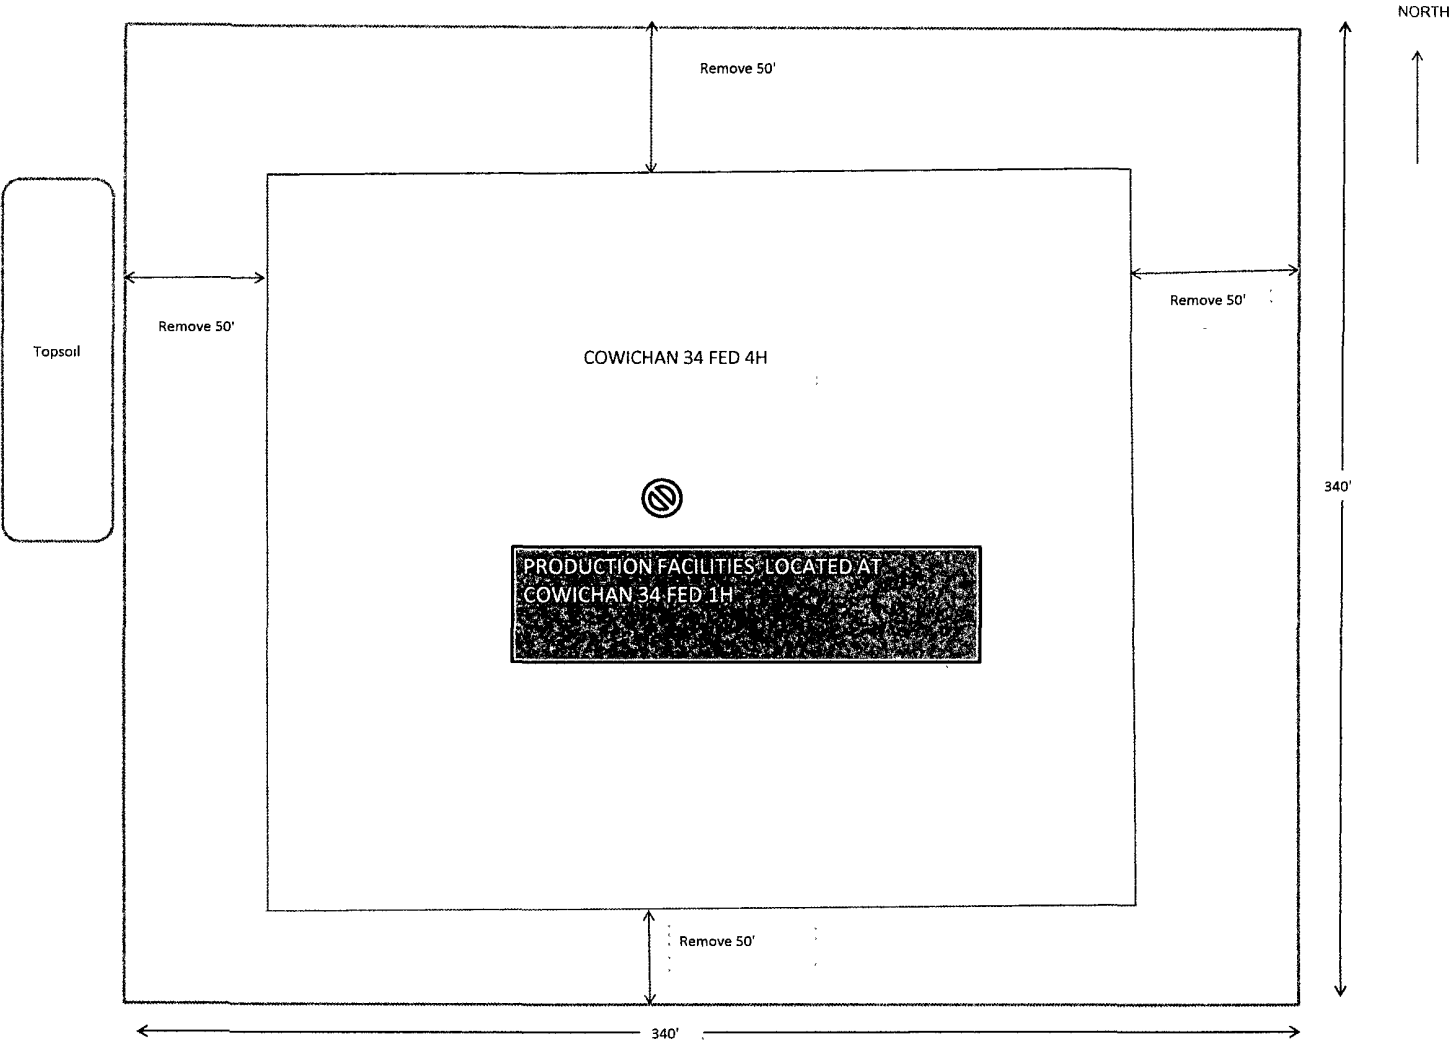 NORTH
Remove 50'
Remove 50'
Remove 50'
Topsoil
COWICHAN 34 FED 4H
340'
PRODUCTION FACILITIES LOCATED AT
COWICHAN 34 FED 1H
Remove 50'
340'